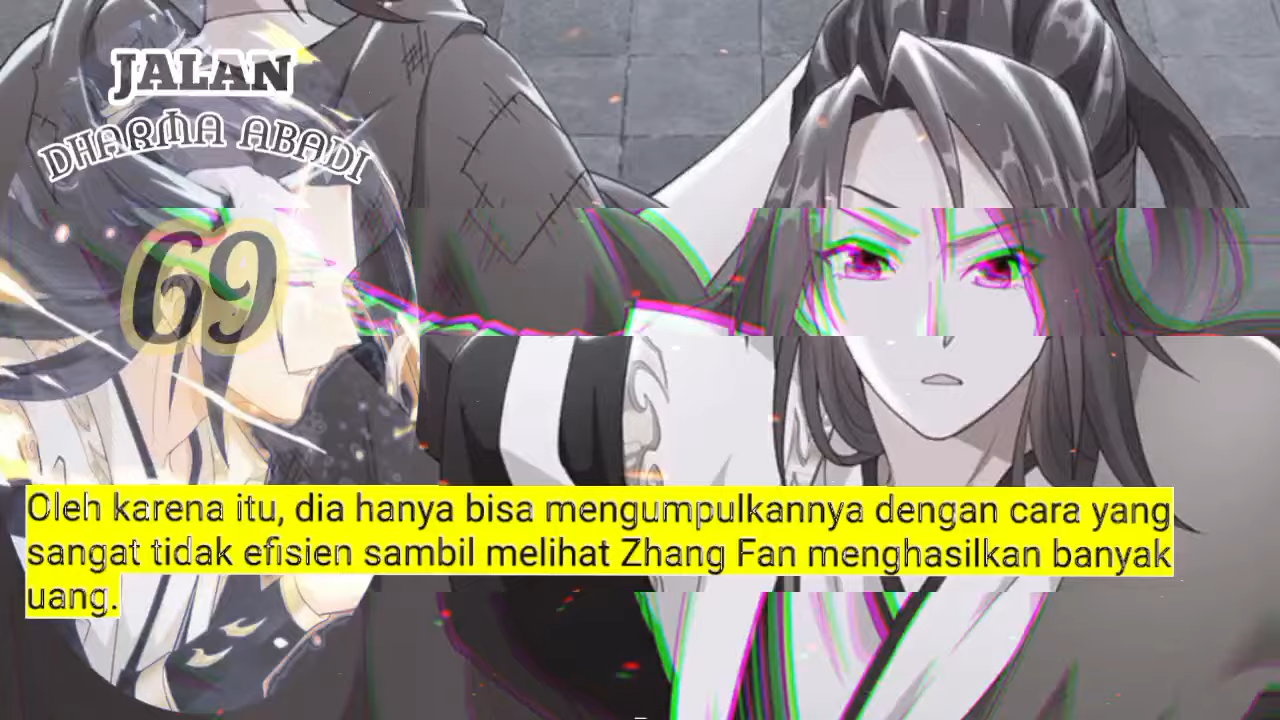 JALAN
DHARMA ABADI
69
Oleh karena itu, dia hanya bisa mengumpulkannya dengan cara yang
sangat tidak efisien sambil melihat Zhang Fan menghasilkan banyak
uang.